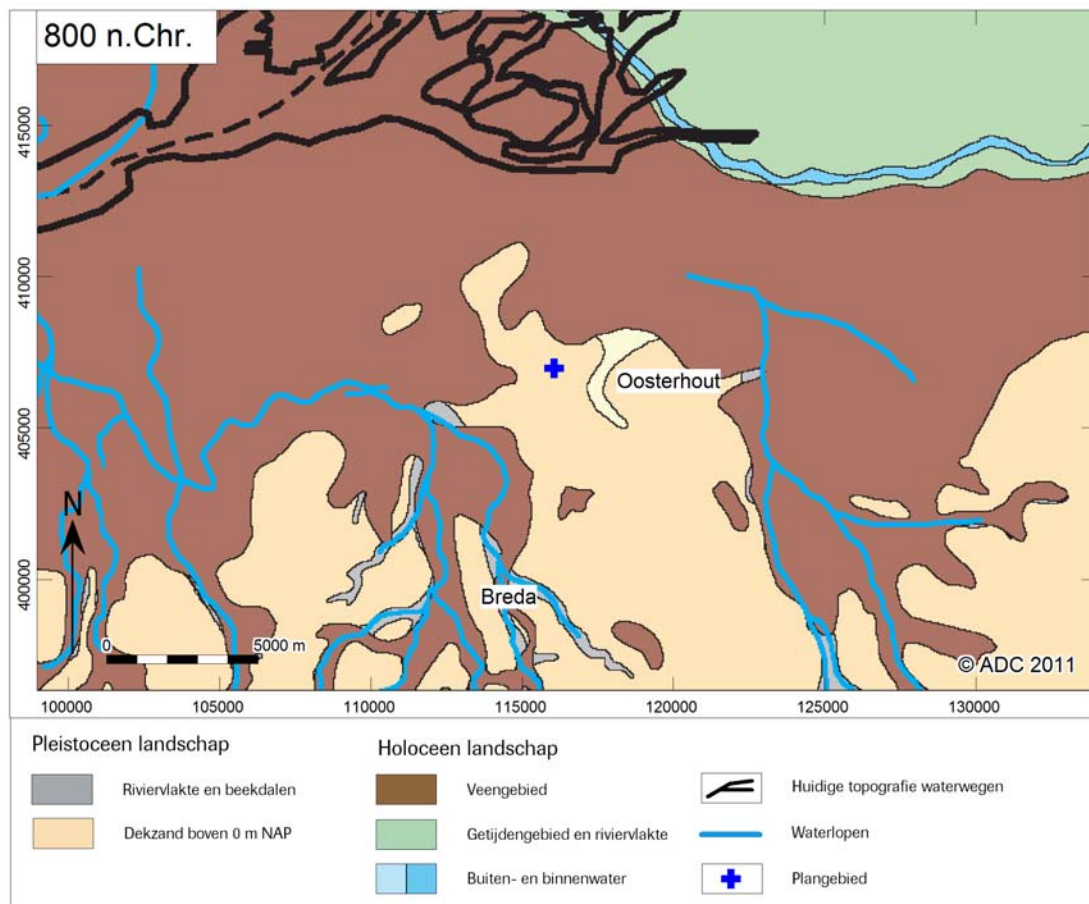 800 n.Chr.
415000
410000
405000
400000
Oosterhout
Breda
N
0
5000 m
© ADC 2011
100000
105000
110000
115000
120000
125000
130000
Pleistoceen landschap
Riviervlakte en beekdalen
Dekzand boven 0 m NAP
Holoceen landschap
Veengebied
Getijdengebied en riviervlakte
Buiten- en binnenwater
Huidige topografie waterwegen
Waterlopen
Plangebied